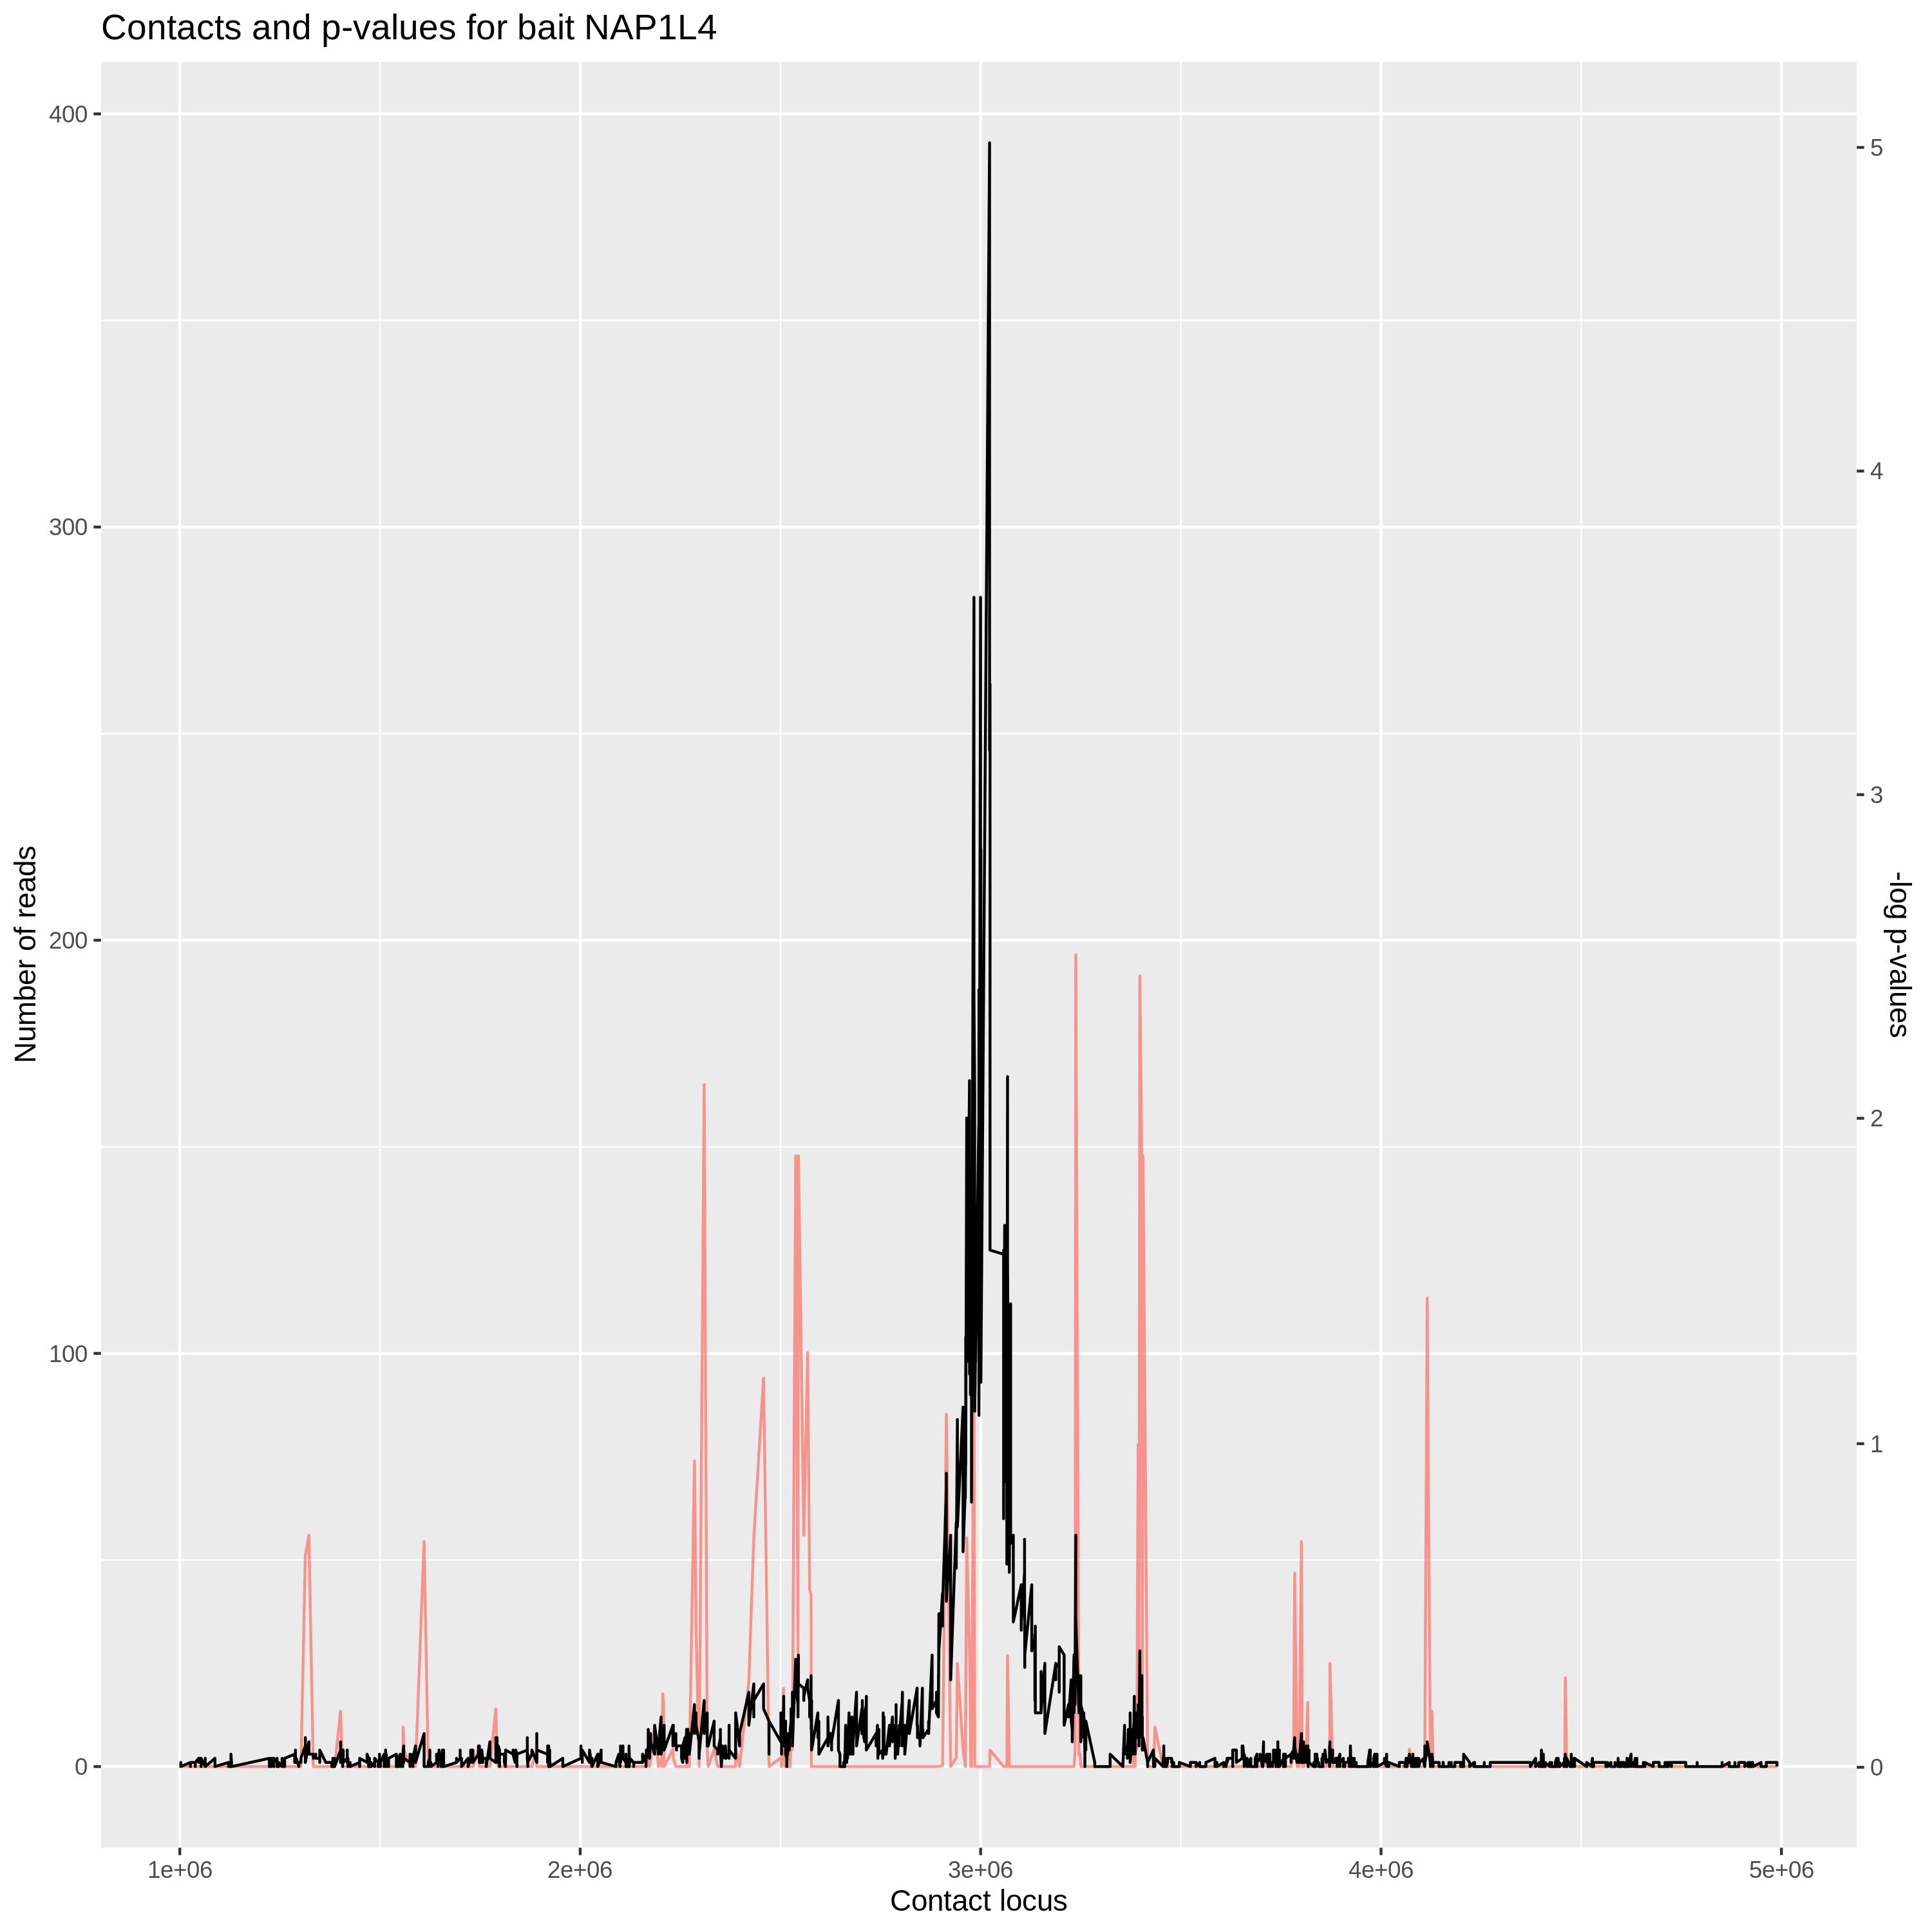 Contacts and p-values for bait NAP1L4
400
300
200
100
0
Number of reads
5
4
3
2
1
0
-log p-values
1e+06
2e+06
3e+06
4e+06
5e+06
Contact locus